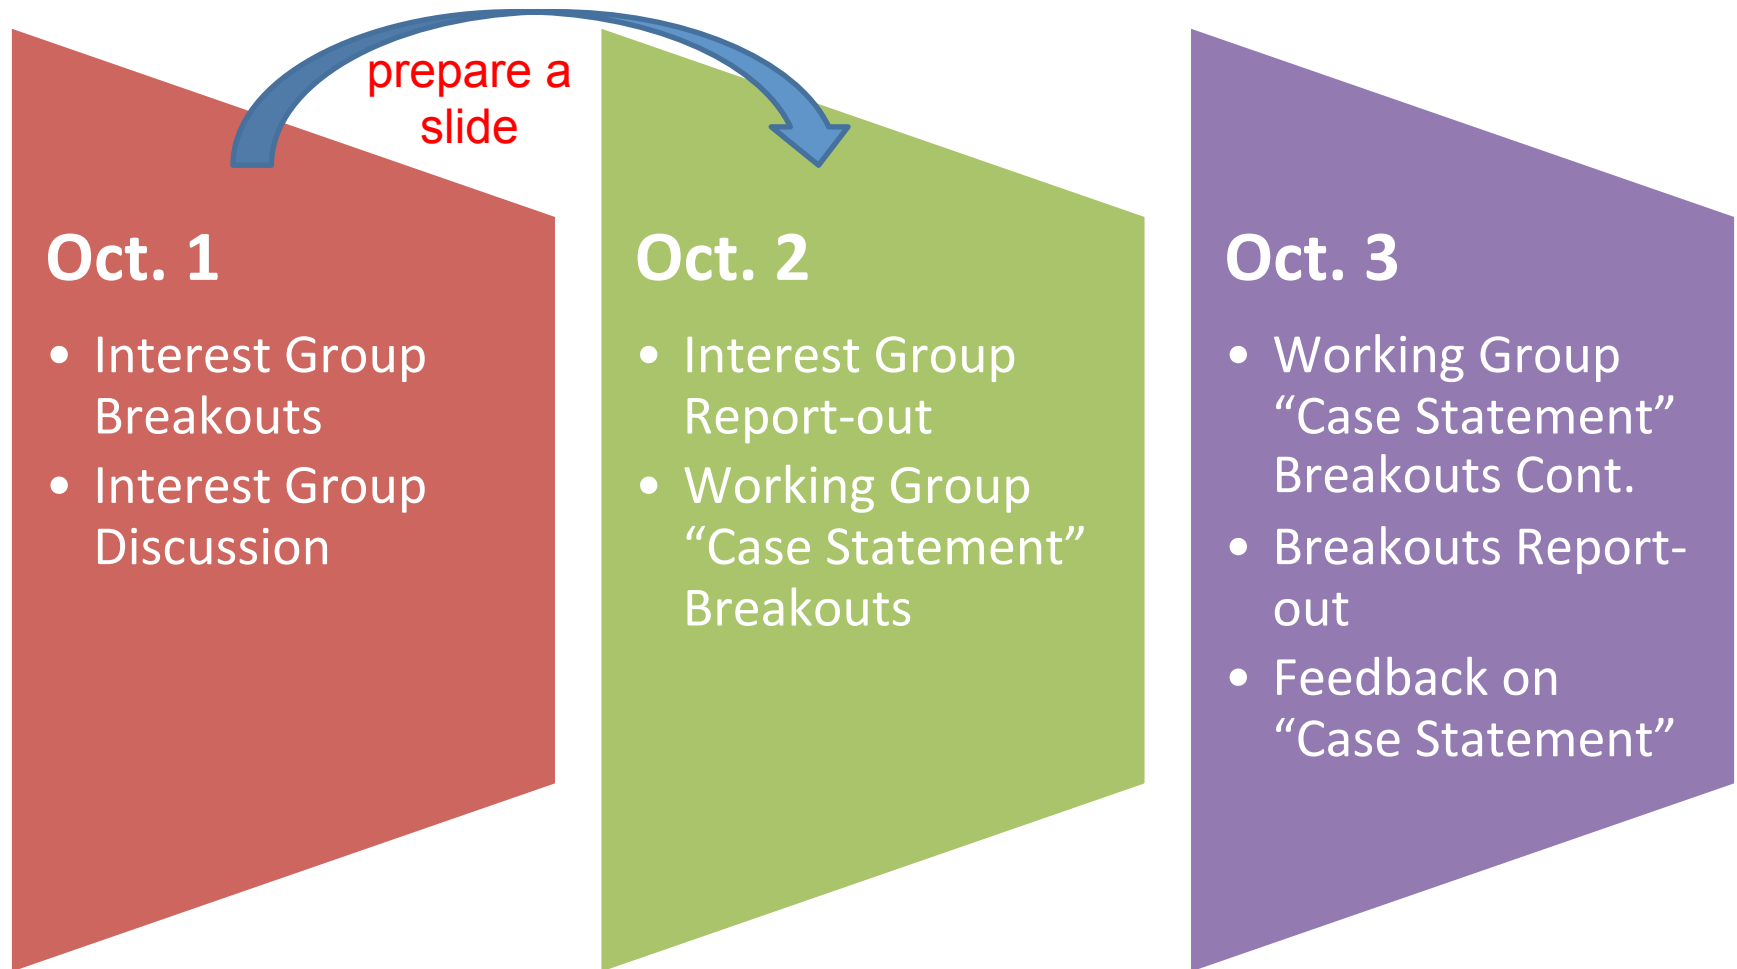 prepare a
slide
Oct. 1
• Interest Group
Breakouts
• Interest Group
Discussion
Oct. 2
• Interest Group
Report-out
• Working Group
“Case Statement”
Breakouts
Oct. 3
• Working Group
“Case Statement”
Breakouts Cont.
• Breakouts Report-
out
• Feedback on
“Case Statement”